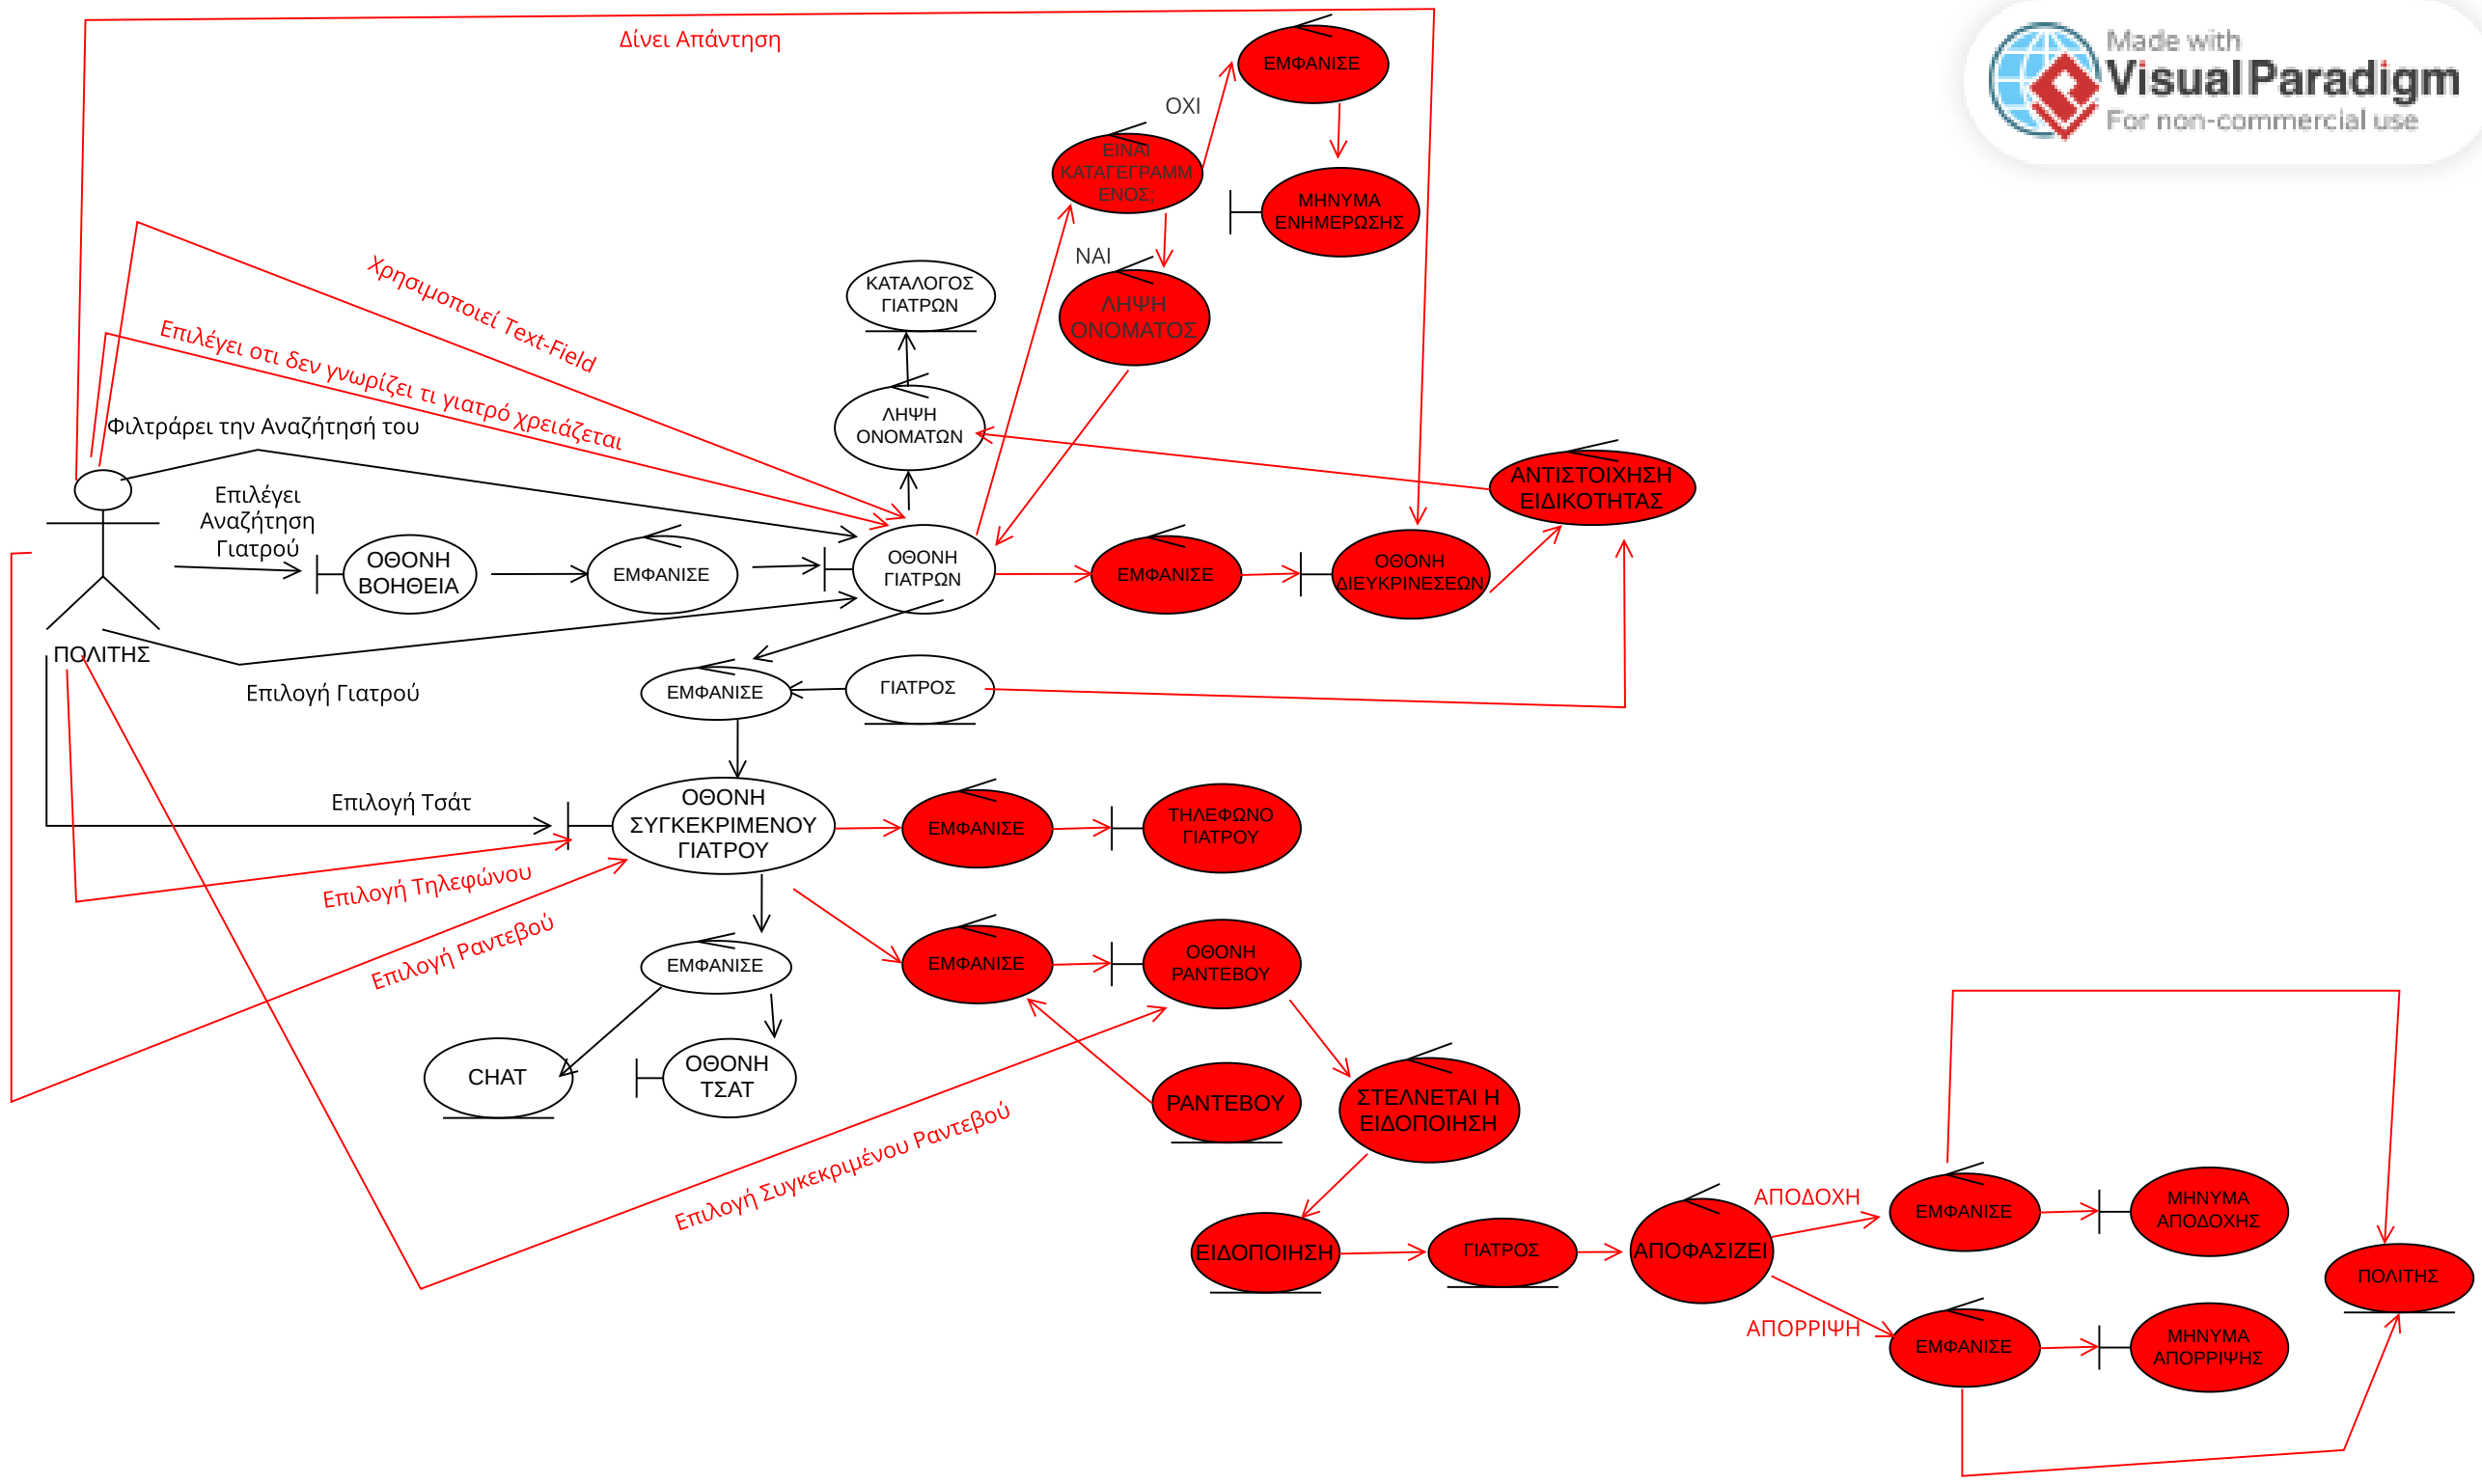 Δίνει Απάντηση
ΕΜΦΑΝΙΣΕ
Made with
Visual Paradigm
For non-commercial use
ΟΧΙ
ΕΙΝΑΙ
ΚΑΤΑΓΕΓΡΑΜΜ
ΕΝΟΣ;
ΜΗΝΥΜΑ
ΕΝΗΜΕΡΩΣΗΣ
ΝΑΙ
Χρησιμοποιεί Text-Field
ΚΑΤΑΛΟΓΟΣ
ΓΙΑΤΡΩΝ
ΛΗΨΗ
ΟΝΟΜΑΤΟΣ
Επιλέγει οτι δεν γνωρίζει τι γιατρό χρειάζεται
Φιλτράρει την Αναζήτησή του
ΛΗΨΗ
ΟΝΟΜΑΤΩΝ
ΑΝΤΙΣΤΟΙΧΗΣΗ
ΕΙΔΙΚΟΤΗΤΑΣ
Επιλέγει
Αναζήτηση
Γιατρού
ΟΘΟΝΗ
ΒΟΗΘΕΙΑ
ΕΜΦΑΝΙΣΕ
ΟΘΟΝΗ
ΓΙΑΤΡΩΝ
ΕΜΦΑΝΙΣΕ
ΟΘΟΝΗ
ΔΙΕΥΚΡΙΝΕΣΕΩΝ
ΠΟΛΙΤΗΣ
Επιλογή Γιατρού
ΕΜΦΑΝΙΣΕ
ΓΙΑΤΡΟΣ
Επιλογή Τσάτ
ΟΘΟΝΗ
ΣΥΓΚΕΚΡΙΜΕΝΟΥ
ΓΙΑΤΡΟΥ
ΕΜΦΑΝΙΣΕ
ΤΗΛΕΦΩΝΟ
ΓΙΑΤΡΟΥ
Επιλογή Τηλεφώνου
Επιλογή Ραντεβού
ΕΜΦΑΝΙΣΕ
ΕΜΦΑΝΙΣΕ
ΟΘΟΝΗ
ΡΑΝΤΕΒΟΥ
CHAT
ΟΘΟΝΗ
ΤΣΑΤ
ΡΑΝΤΕΒΟΥ
ΣΤΕΛΝΕΤΑΙ Η
ΕΙΔΟΠΟΙΗΣΗ
Επιλογή Συγκεκριμένου Ραντεβού
ΕΙΔΟΠΟΙΗΣΗ
ΓΙΑΤΡΟΣ
ΑΠΟΦΑΣΙΖΕΙ
ΑΠΟΔΟΧΗ
ΕΜΦΑΝΙΣΕ
ΜΗΝΥΜΑ
ΑΠΟΔΟΧΗΣ
ΠΟΛΙΤΗΣ
ΑΠΟΡΡΙΨΗ
ΕΜΦΑΝΙΣΕ
ΜΗΝΥΜΑ
ΑΠΟΡΡΙΨΗΣ